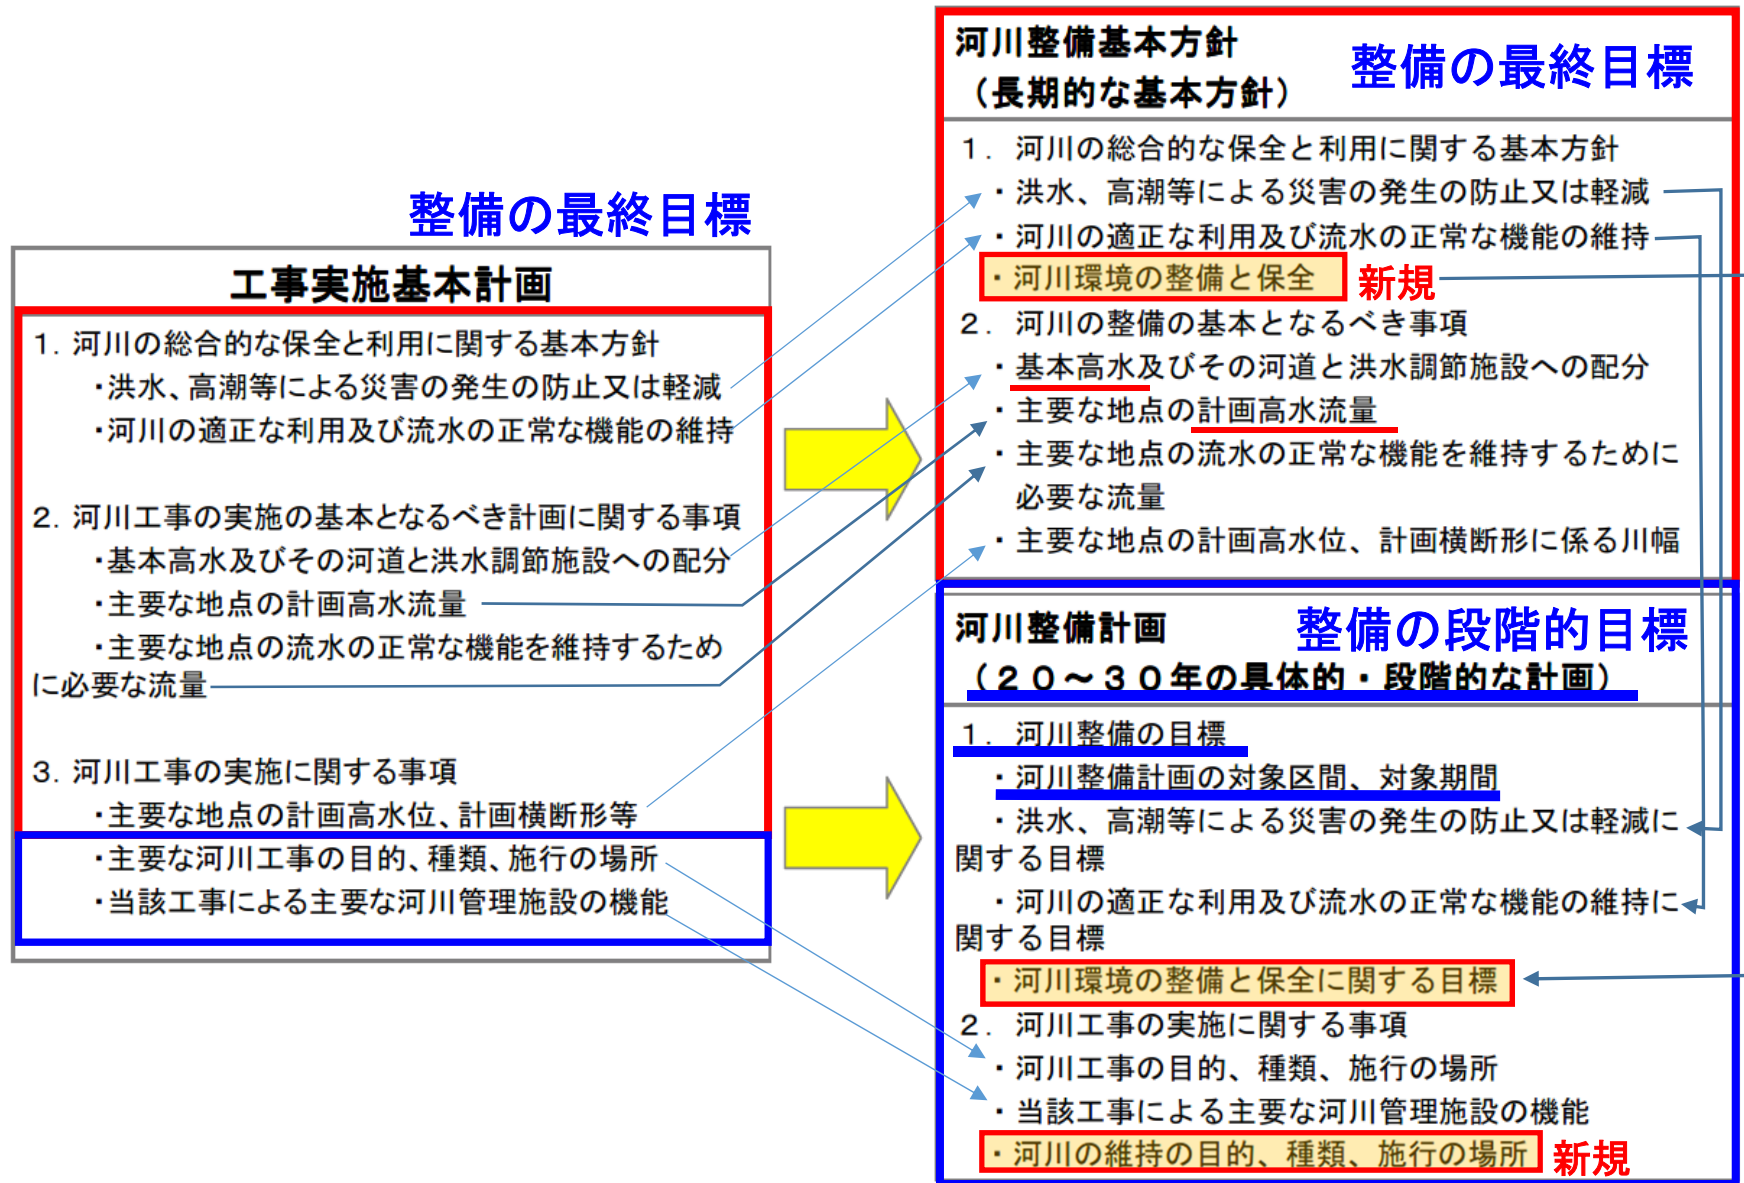 整備の最終目標
工事実施基本計画
1. 河川の総合的な保全と利用に関する基本方針
・洪水、高潮等による災害の発生の防止又は軽減
・河川の適正な利用及び流水の正常な機能の維持
2. 河川工事の実施の基本となるべき計画に関する事項
・基本高水及びその河道と洪水調節施設への配分
・主要な地点の計画高水流量
・主要な地点の流水の正常な機能を維持するため
に必要な流量
3. 河川工事の実施に関する事項
・主要な地点の計画高水位、計画横断形等
・主要な河川工事の目的、種類、施行の場所
・当該工事による主要な河川管理施設の機能
河川整備基本方針
(長期的な基本方針)
整備の最終目標
1. 河川の総合的な保全と利用に関する基本方針
・洪水、高潮等による災害の発生の防止又は軽減
・河川の適正な利用及び流水の正常な機能の維持
・河川環境の整備と保全 新規
2. 河川の整備の基本となるべき事項
・基本高水及びその河道と洪水調節施設への配分
・主要な地点の計画高水流量
・主要な地点の流水の正常な機能を維持するために
必要な流量
・主要な地点の計画高水位、計画横断形に係る川幅
河川整備計画 整備の段階的目標
(20~30年の具体的・段階的な計画)
1. 河川整備の目標
・河川整備計画の対象区間、対象期間
・洪水、高潮等による災害の発生の防止又は軽減に
関する目標
・河川の適正な利用及び流水の正常な機能の維持に
関する目標
・河川環境の整備と保全に関する目標
2. 河川工事の実施に関する事項
・河川工事の目的、種類、施行の場所
・当該工事による主要な河川管理施設の機能
・河川の維持の目的、種類、施行の場所 新規